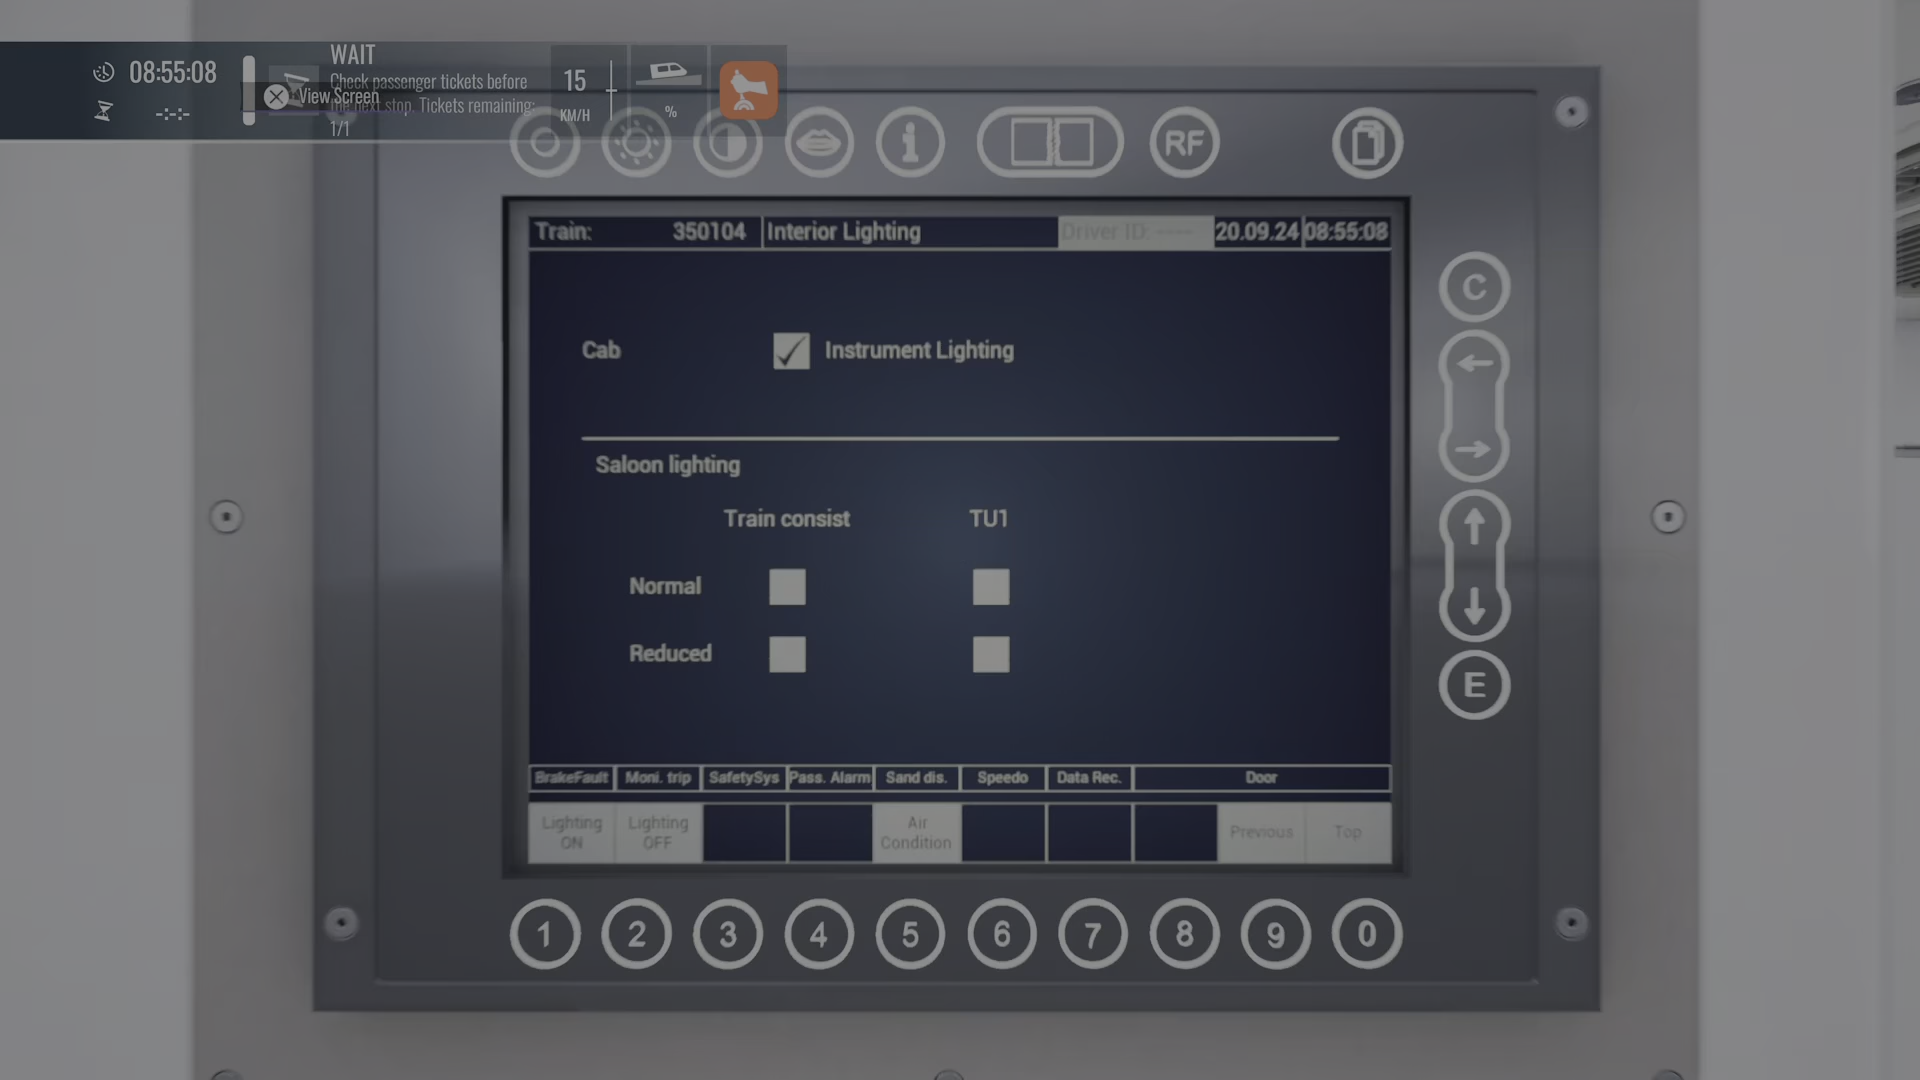 08:55:08
-:-:-
WAIT
Check passenger tickets before
the next stop. Tickets remaining:
1/1
View Screen
15
KM/H
%
RF
Train: 350104 Interior Lighting Driver ID: ---- 20.09.24 08:55:08
Cab Instrument Lighting
Saloon lighting
Train consist TU1
Normal
Reduced
BrakeFault Moni. trip SafetySys Pass. Alarm Sand dis. Speedo Data Rec. Door
Lighting ON Lighting OFF Air Condition Previous Top
C
E
1 2 3 4 5 6 7 8 9 0